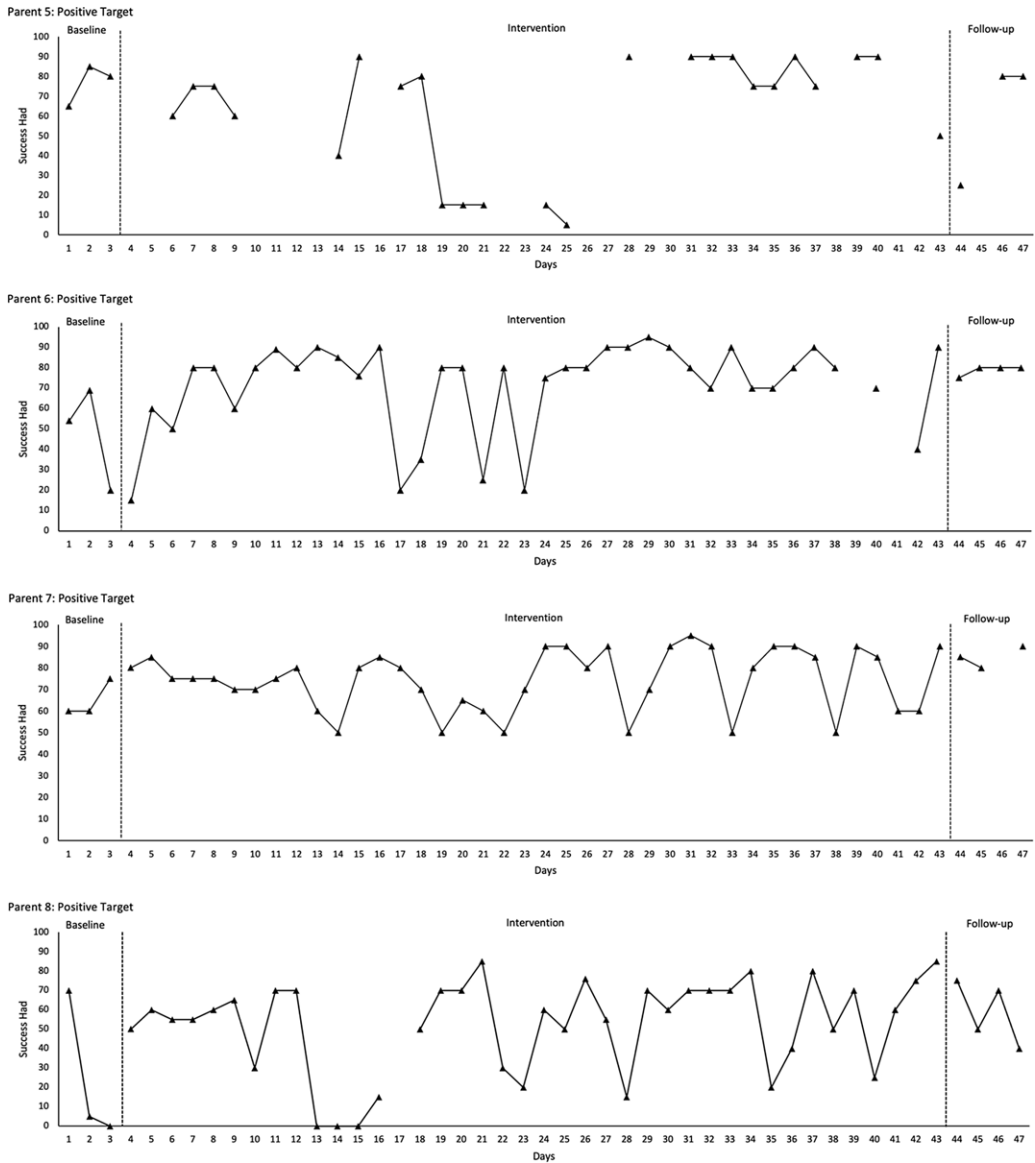 Parent 5: Positive Target
Baseline Intervention Follow-up
100
90
80
70
60
50
40
30
20
10
0
Success Had
1 2 3 4 5 6 7 8 9 10 11 12 13 14 15 16 17 18 19 20 21 22 23 24 25 26 27 28 29 30 31 32 33 34 35 36 37 38 39 40 41 42 43 44 45 46 47
Days
Parent 6: Positive Target
Baseline Intervention Follow-up
100
90
80
70
60
50
40
30
20
10
0
Success Had
1 2 3 4 5 6 7 8 9 10 11 12 13 14 15 16 17 18 19 20 21 22 23 24 25 26 27 28 29 30 31 32 33 34 35 36 37 38 39 40 41 42 43 44 45 46 47
Days
Parent 7: Positive Target
Baseline Intervention Follow-up
100
90
80
70
60
50
40
30
20
10
0
Success Had
1 2 3 4 5 6 7 8 9 10 11 12 13 14 15 16 17 18 19 20 21 22 23 24 25 26 27 28 29 30 31 32 33 34 35 36 37 38 39 40 41 42 43 44 45 46 47
Days
Parent 8: Positive Target
Baseline Intervention Follow-up
100
90
80
70
60
50
40
30
20
10
0
Success Had
1 2 3 4 5 6 7 8 9 10 11 12 13 14 15 16 18 19 20 21 22 23 24 25 26 27 28 29 30 31 32 33 34 35 36 37 38 39 40 41 42 43 44 45 46 47
Days